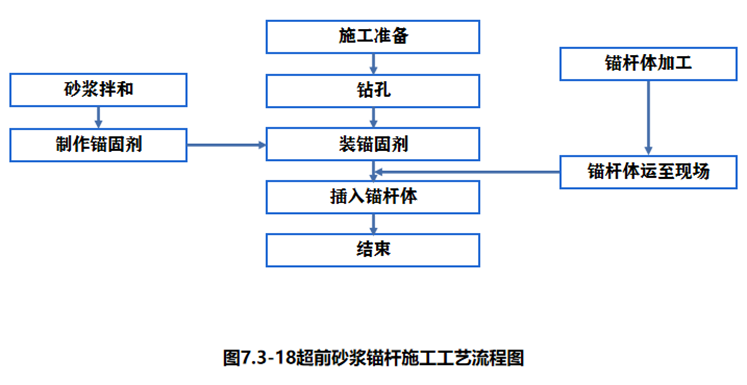 施工准备
锚杆体加工
砂浆拌和
钻孔
制作锚固剂
装锚固剂
锚杆体运至现场
插入锚杆体
结束
图7.3-18超前砂浆锚杆施工工艺流程图